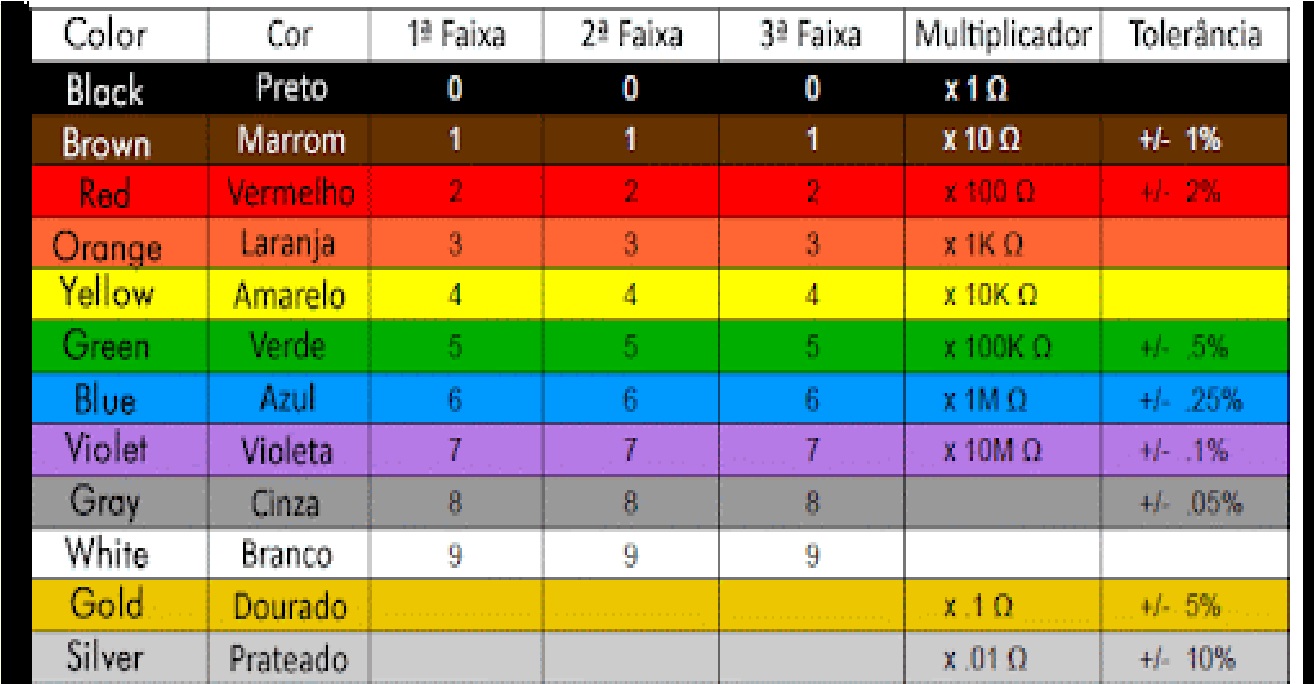 Color Cor 1ª Faixa 2ª Faixa 3ª Faixa Multiplicador Tolerância
Black Preto 0 0 0 x 1 Ω
Brown Marrom 1 1 1 x 10 Ω +/- 1%
Red Vermelho 2 2 2 x 100 Ω +/- 2%
Orange Laranja 3 3 3 x 1K Ω
Yellow Amarelo 4 4 4 x 10K Ω
Green Verde 5 5 5 x 100K Ω +/- .5%
Blue Azul 6 6 6 x 1M Ω +/- .25%
Violet Violeta 7 7 7 x 10M Ω +/- .1%
Gray Cinza 8 8 8 +/- .05%
White Branco 9 9 9
Gold Dourado x .1 Ω +/- 5%
Silver Prateado x .01 Ω +/- 10%